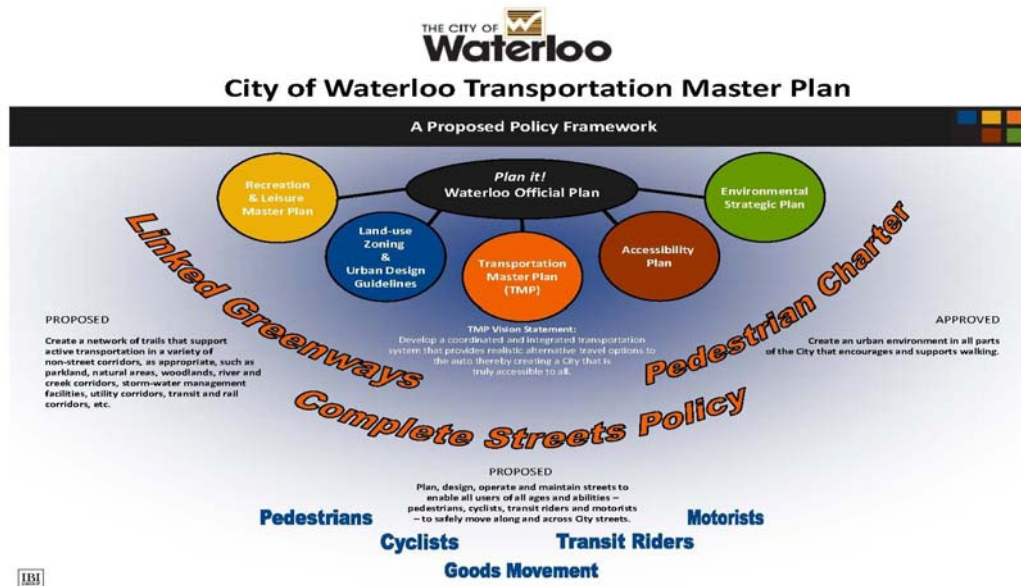 THE CITY OF
Waterloo
City of Waterloo Transportation Master Plan
A Proposed Policy Framework
Plan it!
Waterloo Official Plan
Recreation
& Leisure
Master Plan
Land-use
Zoning
&
Urban Design
Guidelines
Transportation
Master Plan
(TMP)
Accessibility
Plan
Environmental
Strategic Plan
Linked Greenways
Pedestrian Charter
Complete Streets Policy
PROPOSED
Create a network of trails that support
active transportation in a variety of
non-street corridors, as appropriate, such as
parkland, natural areas, woodlands, river and
creek corridors, storm-water management
facilities, utility corridors, transit and rail
corridors, etc.
TMP Vision Statement:
Develop a coordinated and integrated transportation
system that provides realistic alternative travel options to
the auto thereby creating a City that is
truly accessible to all.
APPROVED
Create an urban environment in all parts
of the City that encourages and supports walking.
PROPOSED
Plan, design, operate and maintain streets to
enable all users of all ages and abilities –
pedestrians, cyclists, transit riders and motorists
– to safely move along and across City streets.
Pedestrians
Motorists
Cyclists
Transit Riders
Goods Movement
IBI
GROUP